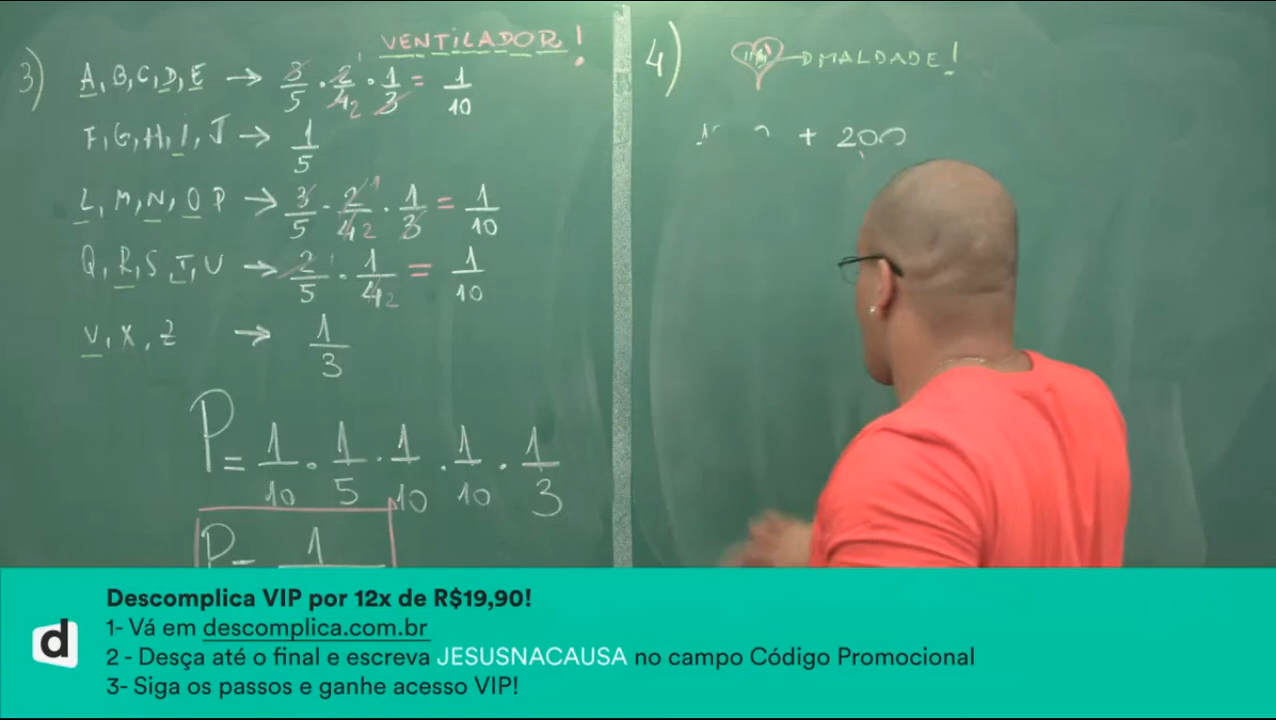 3)
VENTILADOR!
A, B, C, D, E → 3/5 · 2/4 2 1 · 1/3 = 1/10
F, G, H, I, J → 1/5
L, M, N, O P → 3/5 · 2/4 2 1 · 1/3 = 1/10
Q, R, S, T, U → 2/5 1 · 1/4 2 = 1/10
V, X, Z → 1/3
P = 1/10 · 1/5 · 1/10 · 1/10 · 1/3
P = 1
4)
MALDADE!
+ 200
d
Descomplica VIP por 12x de R$19,90!
1- Vá em descomplica.com.br
2 - Desça até o final e escreva JESUSNACAUSA no campo Código Promocional
3- Siga os passos e ganhe acesso VIP!